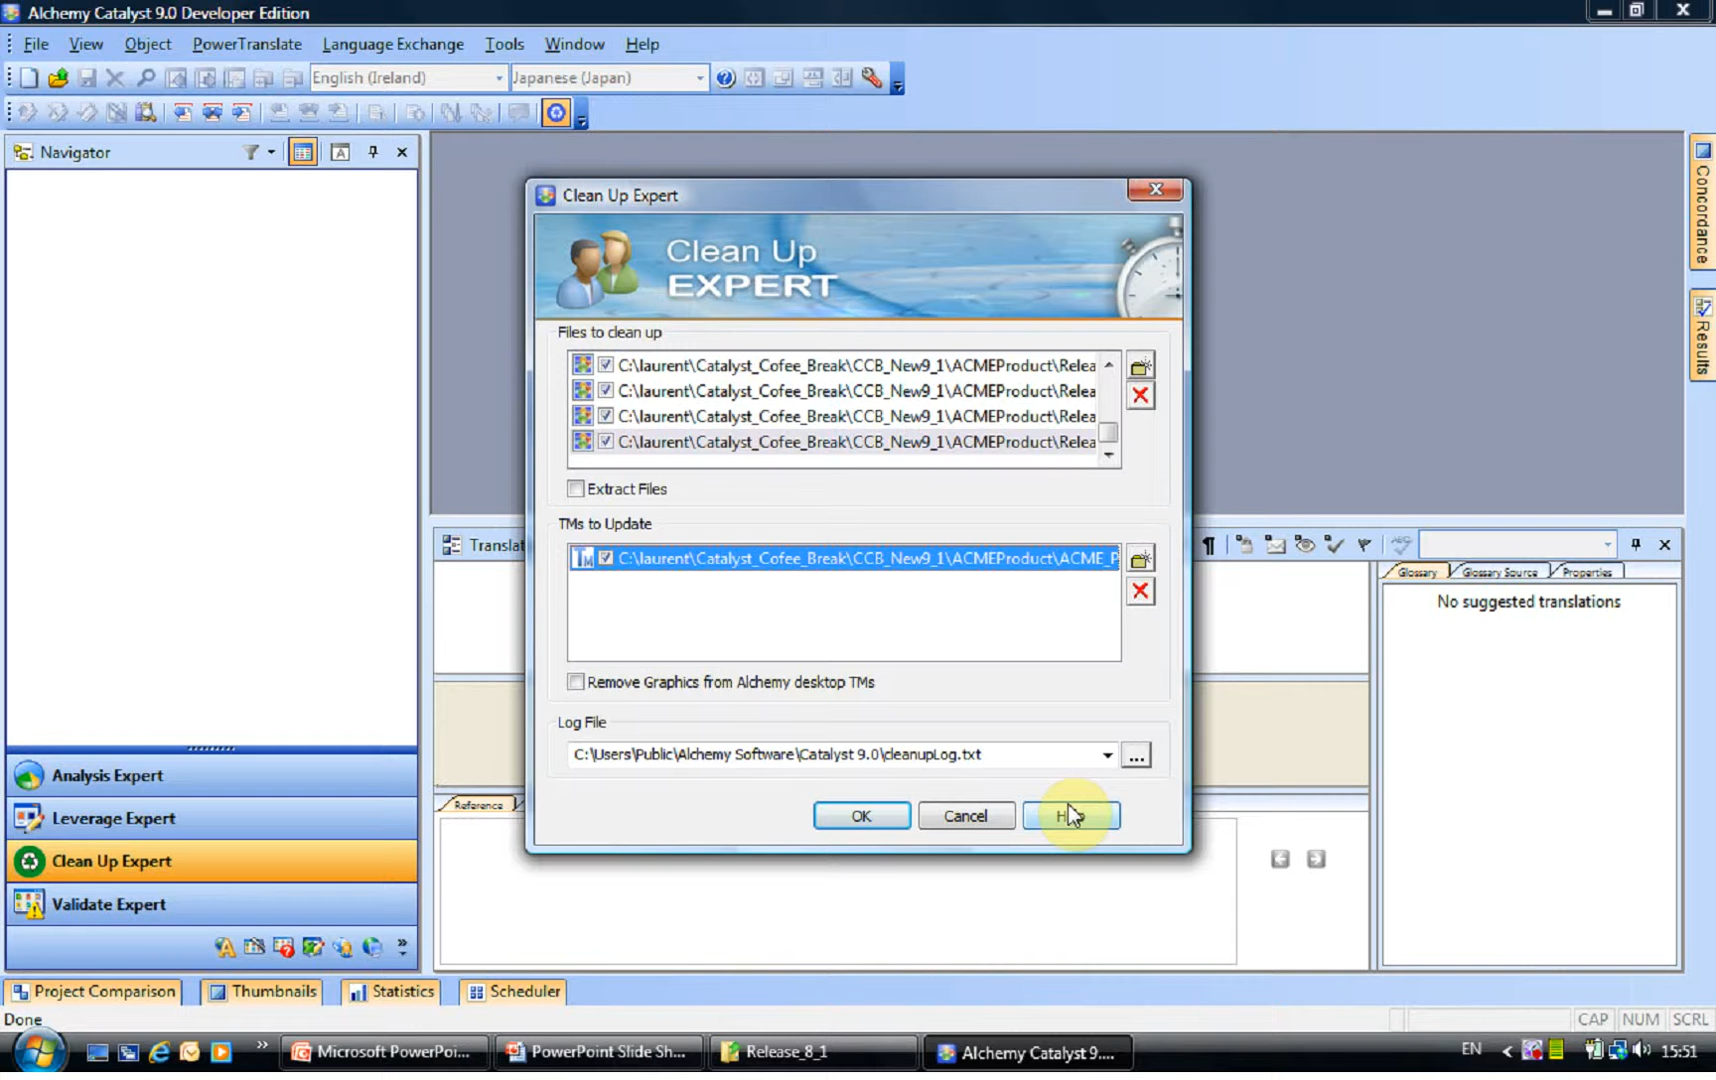 Alchemy Catalyst 9.0 Developer Edition
File View Object PowerTranslate Language Exchange Tools Window Help
English (Ireland) Japanese (Japan)
Navigator
Concordance
Results
Clean Up Expert
Clean Up
EXPERT
Files to clean up
C:\laurent\Catalyst_Cofee_Break\CCB_New9_1\ACMEProduct\Relea
C:\laurent\Catalyst_Cofee_Break\CCB_New9_1\ACMEProduct\Relea
C:\laurent\Catalyst_Cofee_Break\CCB_New9_1\ACMEProduct\Relea
C:\laurent\Catalyst_Cofee_Break\CCB_New9_1\ACMEProduct\Relea
Extract Files
TMs to Update
C:\laurent\Catalyst_Cofee_Break\CCB_New9_1\ACMEProduct\ACME_P
Remove Graphics from Alchemy desktop TMs
Log File
C:\Users\Public\Alchemy Software\Catalyst 9.0\cleanupLog.txt
...
OK Cancel Help
Translat
Glossary Glossary Source Properties
No suggested translations
Reference
Analysis Expert
Leverage Expert
Clean Up Expert
Validate Expert
Project Comparison Thumbnails Statistics Scheduler
Done
CAP NUM SCRL
Microsoft PowerPoi... PowerPoint Slide Sh... Release_8_1 Alchemy Catalyst 9.... EN 15:51